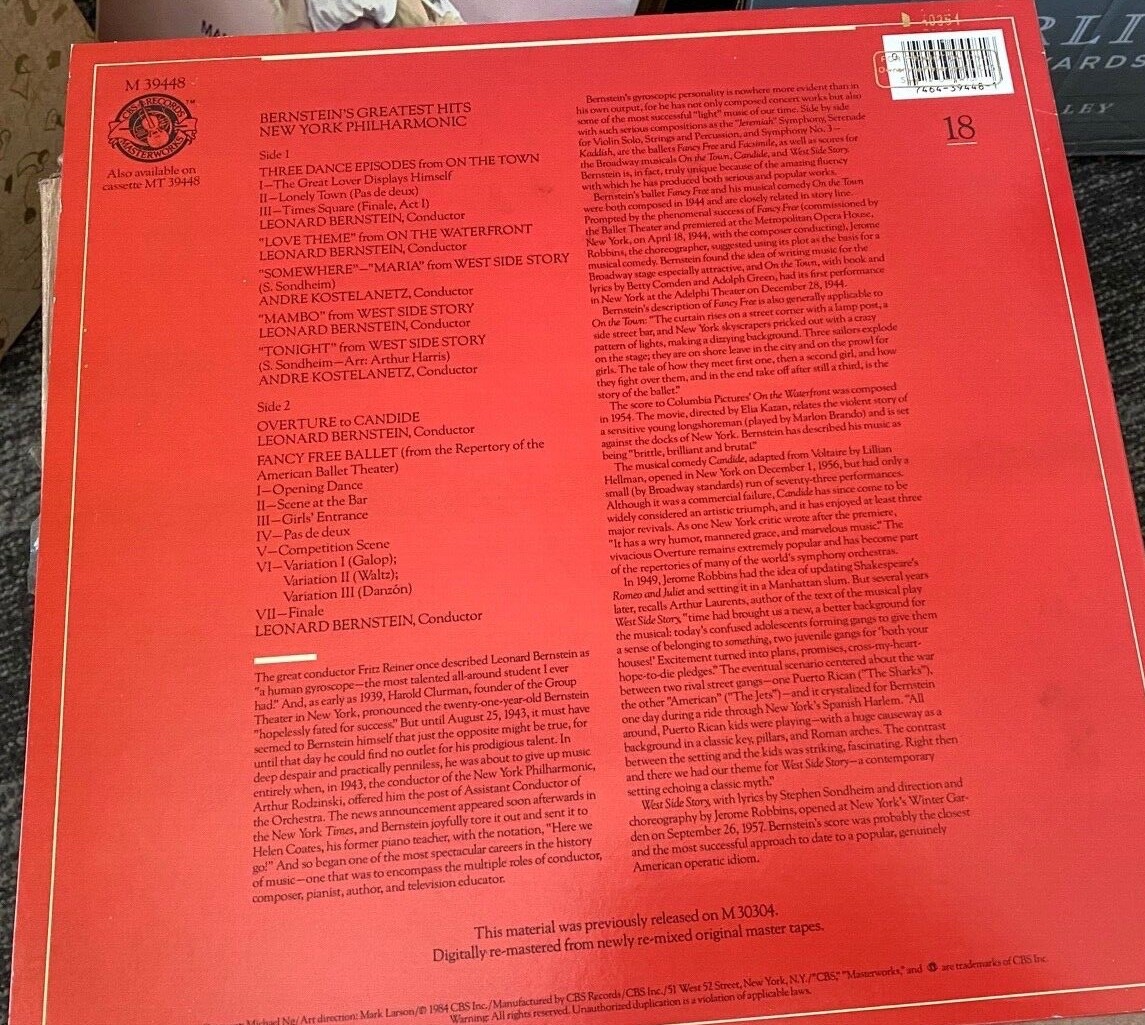 M 39448
CBS RECORDS
MASTERWORKS
Also available on
cassette MT 39448
BERNSTEIN'S GREATEST HITS
NEW YORK PHILHARMONIC
Side 1
THREE DANCE EPISODES from ON THE TOWN
I—The Great Lover Displays Himself
II—Lonely Town (Pas de deux)
III—Times Square (Finale, Act I)
LEONARD BERNSTEIN, Conductor
"LOVE THEME" from ON THE WATERFRONT
LEONARD BERNSTEIN, Conductor
"SOMEWHERE"—"MARIA" from WEST SIDE STORY
(S. Sondheim)
ANDRE KOSTELANETZ, Conductor
"MAMBO" from WEST SIDE STORY
LEONARD BERNSTEIN, Conductor
"TONIGHT" from WEST SIDE STORY
(S. Sondheim—Arr: Arthur Harris)
ANDRE KOSTELANETZ, Conductor
Side 2
OVERTURE to CANDIDE
LEONARD BERNSTEIN, Conductor
FANCY FREE BALLET (from the Repertory of the
American Ballet Theater)
I—Opening Dance
II—Scene at the Bar
III—Girls' Entrance
IV—Pas de deux
V—Competition Scene
VI—Variation I (Galop);
Variation II (Waltz);
Variation III (Danzón)
VII—Finale
LEONARD BERNSTEIN, Conductor
The great conductor Fritz Reiner once described Leonard Bernstein as
"a human gyroscope—the most talented all-around student I ever
had." And, as early as 1939, Harold Clurman, founder of the Group
Theater in New York, pronounced the twenty-one-year-old Bernstein
"hopelessly fated for success." But until August 25, 1943, it must have
seemed to Bernstein himself that just the opposite might be true, for
until that day he could find no outlet for his prodigious talent. In
deep despair and practically penniless, he was about to give up music
entirely when, in 1943, the conductor of the New York Philharmonic,
Arthur Rodzinski, offered him the post of Assistant Conductor of
the Orchestra. The news announcement appeared soon afterwards in
the New York Times, and Bernstein joyfully tore it out and sent it to
Helen Coates, his former piano teacher, with the notation, "Here we
go!" And so began one of the most spectacular careers in the history
of music—one that was to encompass the multiple roles of conductor,
composer, pianist, author, and television educator.
Bernstein's gyroscopic personality is nowhere more evident than in
his own output, for he has not only composed concert works but also
some of the most successful "light" music of our time. Side by side
with such serious compositions as the "Jeremiah" Symphony, Serenade
for Violin Solo, Strings and Percussion, and Symphony No. 3—
Kaddish, are the ballets Fancy Free and Facsimile, as well as scores for
the Broadway musicals On the Town, Candide, and West Side Story.
Bernstein is, in fact, truly unique because of the amazing fluency
with which he has produced both serious and popular works.
Bernstein's ballet Fancy Free and his musical comedy On the Town
were both composed in 1944 and are closely related in story line.
Prompted by the phenomenal success of Fancy Free (commissioned by
the Ballet Theater and premiered at the Metropolitan Opera House,
New York, on April 18, 1944, with the composer conducting), Jerome
Robbins, the choreographer, suggested using its plot as the basis for a
musical comedy. Bernstein found the idea of writing music for the
Broadway stage especially attractive, and On the Town, with book and
lyrics by Betty Comden and Adolph Green, had its first performance
in New York at the Adelphi Theater on December 28, 1944.
Bernstein's description of Fancy Free is also generally applicable to
On the Town: "The curtain rises on a street corner with a lamp post, a
side street bar, and New York skyscrapers pricked out with a crazy
pattern of lights, making a dizzying background. Three sailors explode
on the stage; they are on shore leave in the city and on the prowl for
girls. The tale of how they meet first one, then a second girl, and how
they fight over them, and in the end take off after still a third, is the
story of the ballet."
The score to Columbia Pictures' On the Waterfront was composed
in 1954. The movie, directed by Elia Kazan, relates the violent story of
a sensitive young longshoreman (played by Marlon Brando) and is set
against the docks of New York. Bernstein has described his music as
being "brittle, brilliant and brutal."
The musical comedy Candide, adapted from Voltaire by Lillian
Hellman, opened in New York on December 1, 1956, but had only a
small (by Broadway standards) run of seventy-three performances.
Although it was a commercial failure, Candide has since come to be
widely considered an artistic triumph, and it has enjoyed at least three
major revivals. As one New York critic wrote after the premiere,
"It has a wry humor, mannered grace, and marvelous music." The
vivacious Overture remains extremely popular and has become part
of the repertories of many of the world's symphony orchestras.
In 1949, Jerome Robbins had the idea of updating Shakespeare's
Romeo and Juliet and setting it in a Manhattan slum. But several years
later, recalls Arthur Laurents, author of the text of the musical play
West Side Story, "time had brought us a new, a better background for
the musical: today's confused adolescents forming gangs to give them
a sense of belonging to something, two juvenile gangs for 'both your
houses!' Excitement turned into plans, promises, cross-my-heart-
hope-to-die pledges." The eventual scenario centered about the war
between two rival street gangs—one Puerto Rican ("The Sharks"),
the other "American" ("The Jets")—and it crystalized for Bernstein
one day during a ride through New York's Spanish Harlem. "All
around, Puerto Rican kids were playing—with a huge causeway as a
background in a classic key, pillars, and Roman arches. The contrast
between the setting and the kids was striking, fascinating. Right then
and there we had our theme for West Side Story—a contemporary
setting echoing a classic myth."
West Side Story, with lyrics by Stephen Sondheim and direction and
choreography by Jerome Robbins, opened at New York's Winter Gar-
den on September 26, 1957. Bernstein's score was probably the closest
and the most successful approach to date to a popular, genuinely
American operatic idiom.
18
7464-39448-1
This material was previously released on M 30304.
Digitally re-mastered from newly re-mixed original master tapes.
Michael Ng/Art direction: Mark Larson/℗ 1984 CBS Inc./Manufactured by CBS Records/CBS Inc./51 West 52 Street, New York, N.Y./"CBS," "Masterworks," and are trademarks of CBS Inc.
Warning: All rights reserved. Unauthorized duplication is a violation of applicable laws.
LEY